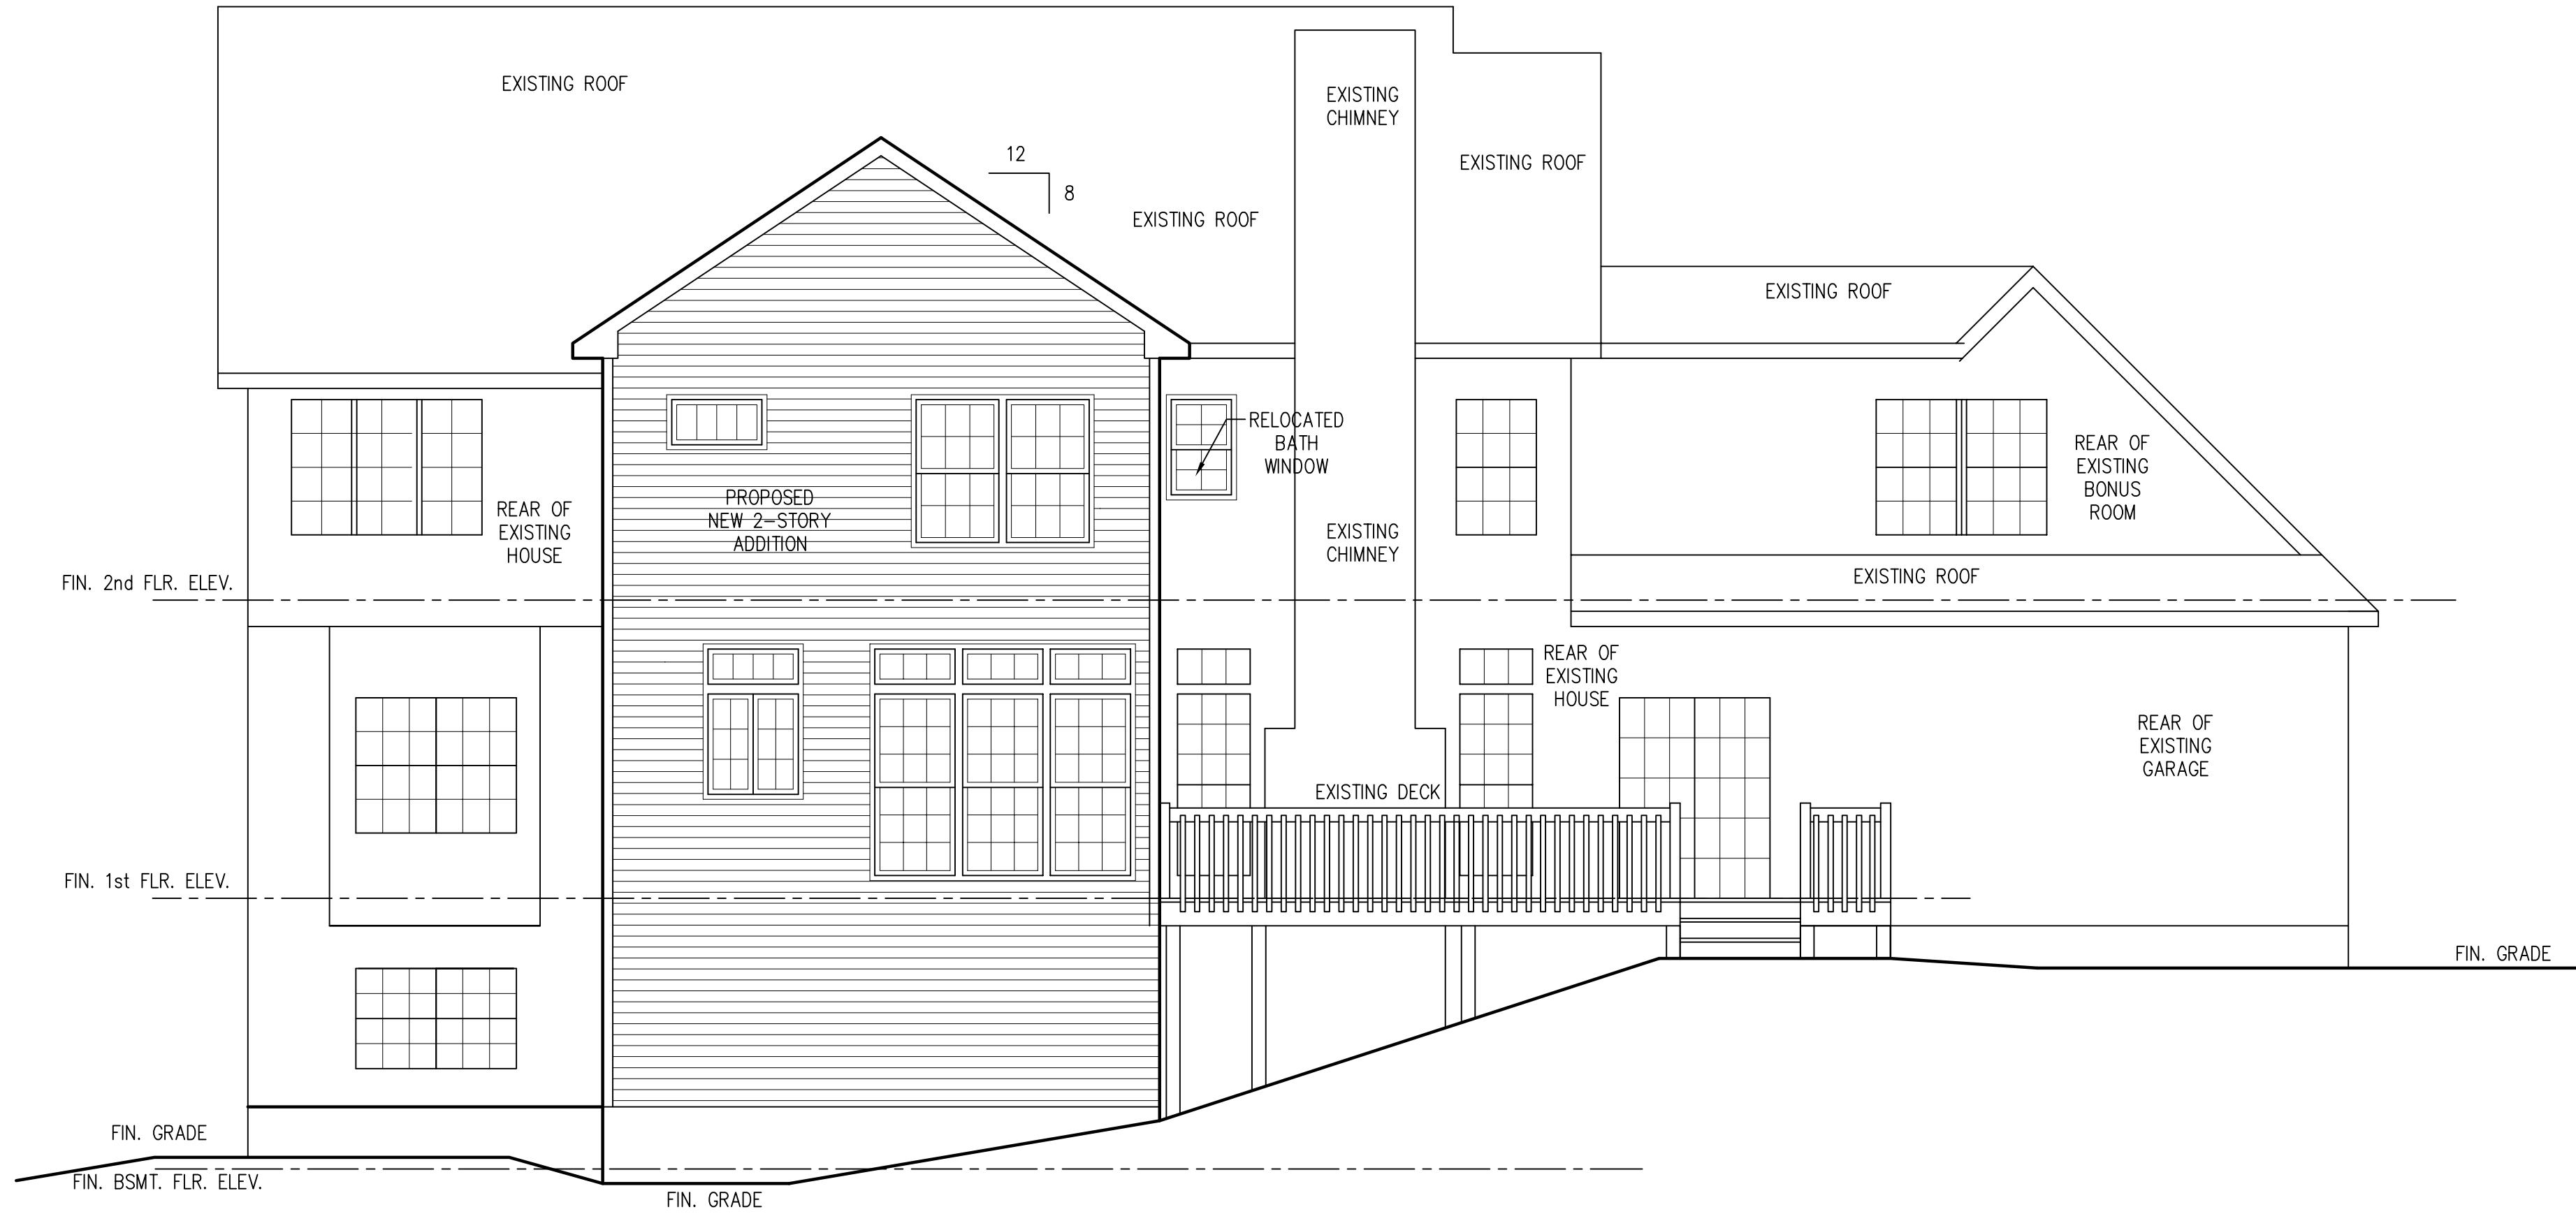 EXISTING ROOF
EXISTING
CHIMNEY
12
8
EXISTING ROOF
EXISTING ROOF
EXISTING ROOF
RELOCATED
BATH
WINDOW
REAR OF
EXISTING
BONUS
ROOM
PROPOSED
NEW 2-STORY
ADDITION
REAR OF
EXISTING
HOUSE
EXISTING
CHIMNEY
FIN. 2nd FLR. ELEV.
EXISTING ROOF
REAR OF
EXISTING
HOUSE
REAR OF
EXISTING
GARAGE
EXISTING DECK
FIN. 1st FLR. ELEV.
FIN. GRADE
FIN. GRADE
FIN. BSMT. FLR. ELEV.
FIN. GRADE